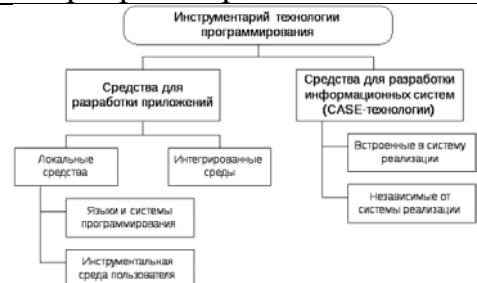 Инструментарий технологии
программирования
Средства для
разработки приложений
Средства для разработки
информационных систем
(CASE-технологии)
Локальные
средства
Интегрированные
среды
Встроенные в систему
реализации
Языки и системы
программирования
Независимые от
системы реализации
Инструментальная
среда пользователя